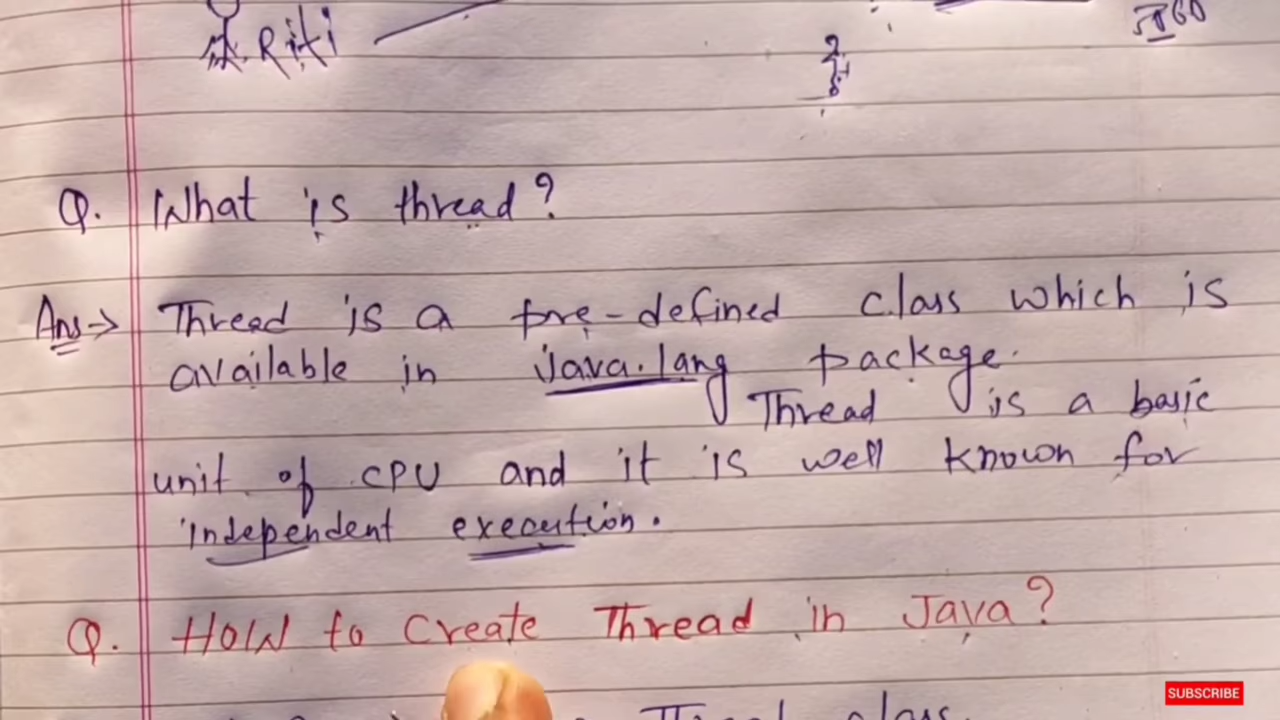 Riti
Q. What is thread?
Ans→ Thread is a pre-defined class which is
available in java.lang package.
Thread is a basic
unit of CPU and it is well known for
independent execution.
Q. HOW to Create Thread in Java?
Thread class.
SUBSCRIBE